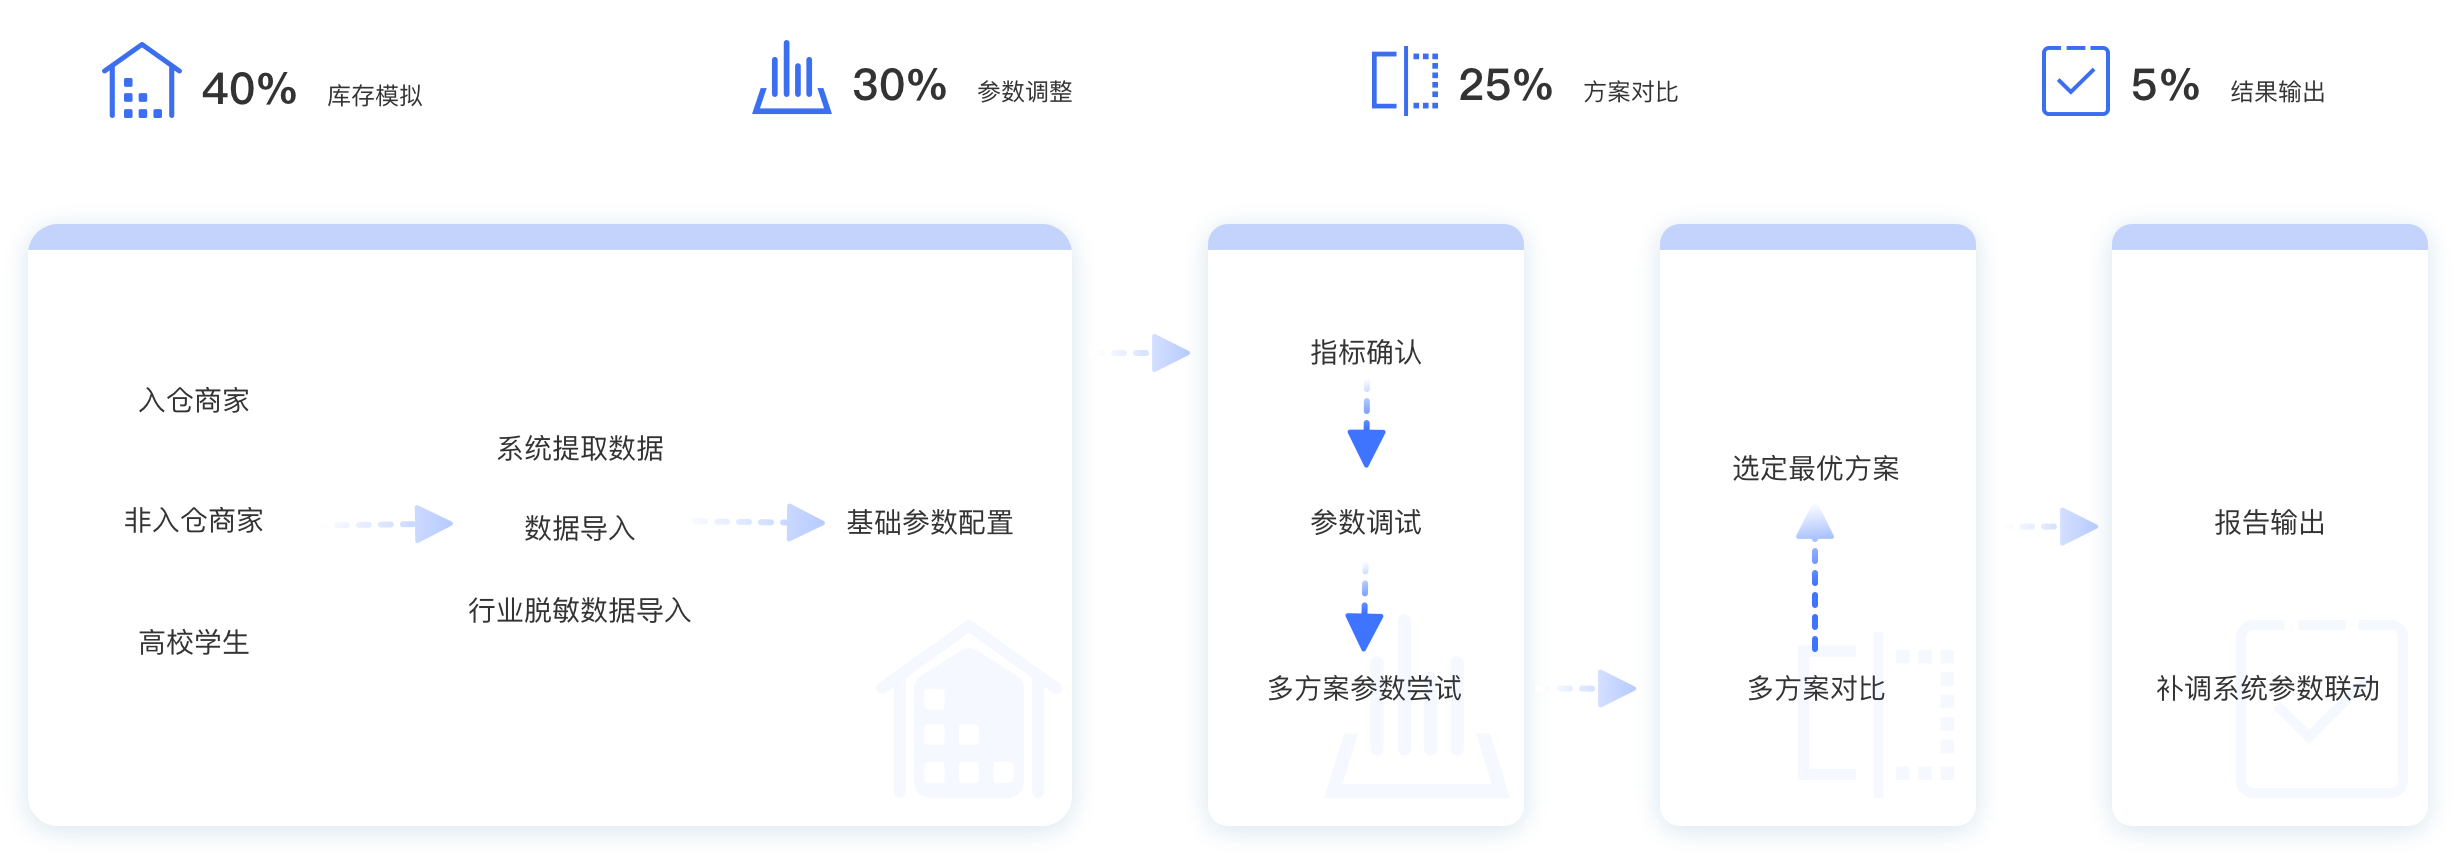 40% 库存模拟
30% 参数调整
25% 方案对比
5% 结果输出
入仓商家
非入仓商家
高校学生
系统提取数据
数据导入
行业脱敏数据导入
基础参数配置
指标确认
参数调试
多方案参数尝试
选定最优方案
多方案对比
报告输出
补调系统参数联动